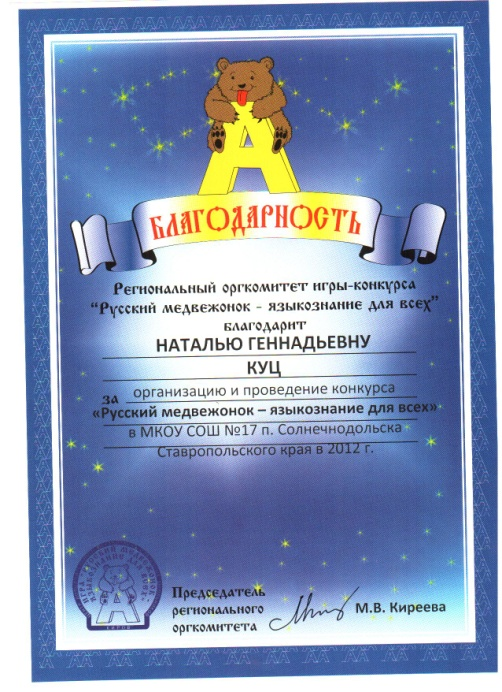 А
БЛАГОДАРНОСТЬ
Региональный оргкомитет игры-конкурса
“Русский медвежонок - языкознание для всех”
благодарит
НАТАЛЬЮ ГЕННАДЬЕВНУ
КУЦ
за организацию и проведение конкурса
«Русский медвежонок – языкознание для всех»
в МКОУ СОШ №17 п. Солнечнодольска
Ставропольского края в 2012 г.
Председатель
регионального
оргкомитета
М.В. Киреева